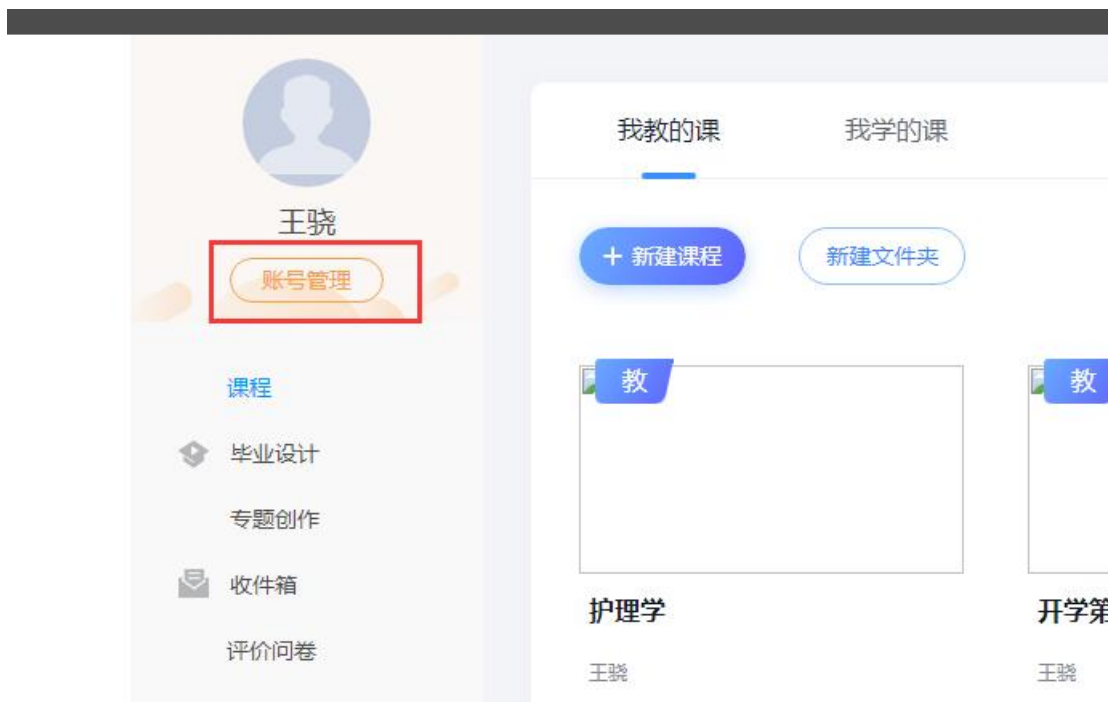 王骁
账号管理
课程
毕业设计
专题创作
收件箱
评价问卷
我教的课
我学的课
+ 新建课程
新建文件夹
教
护理学
王骁
教
开学第
王骁